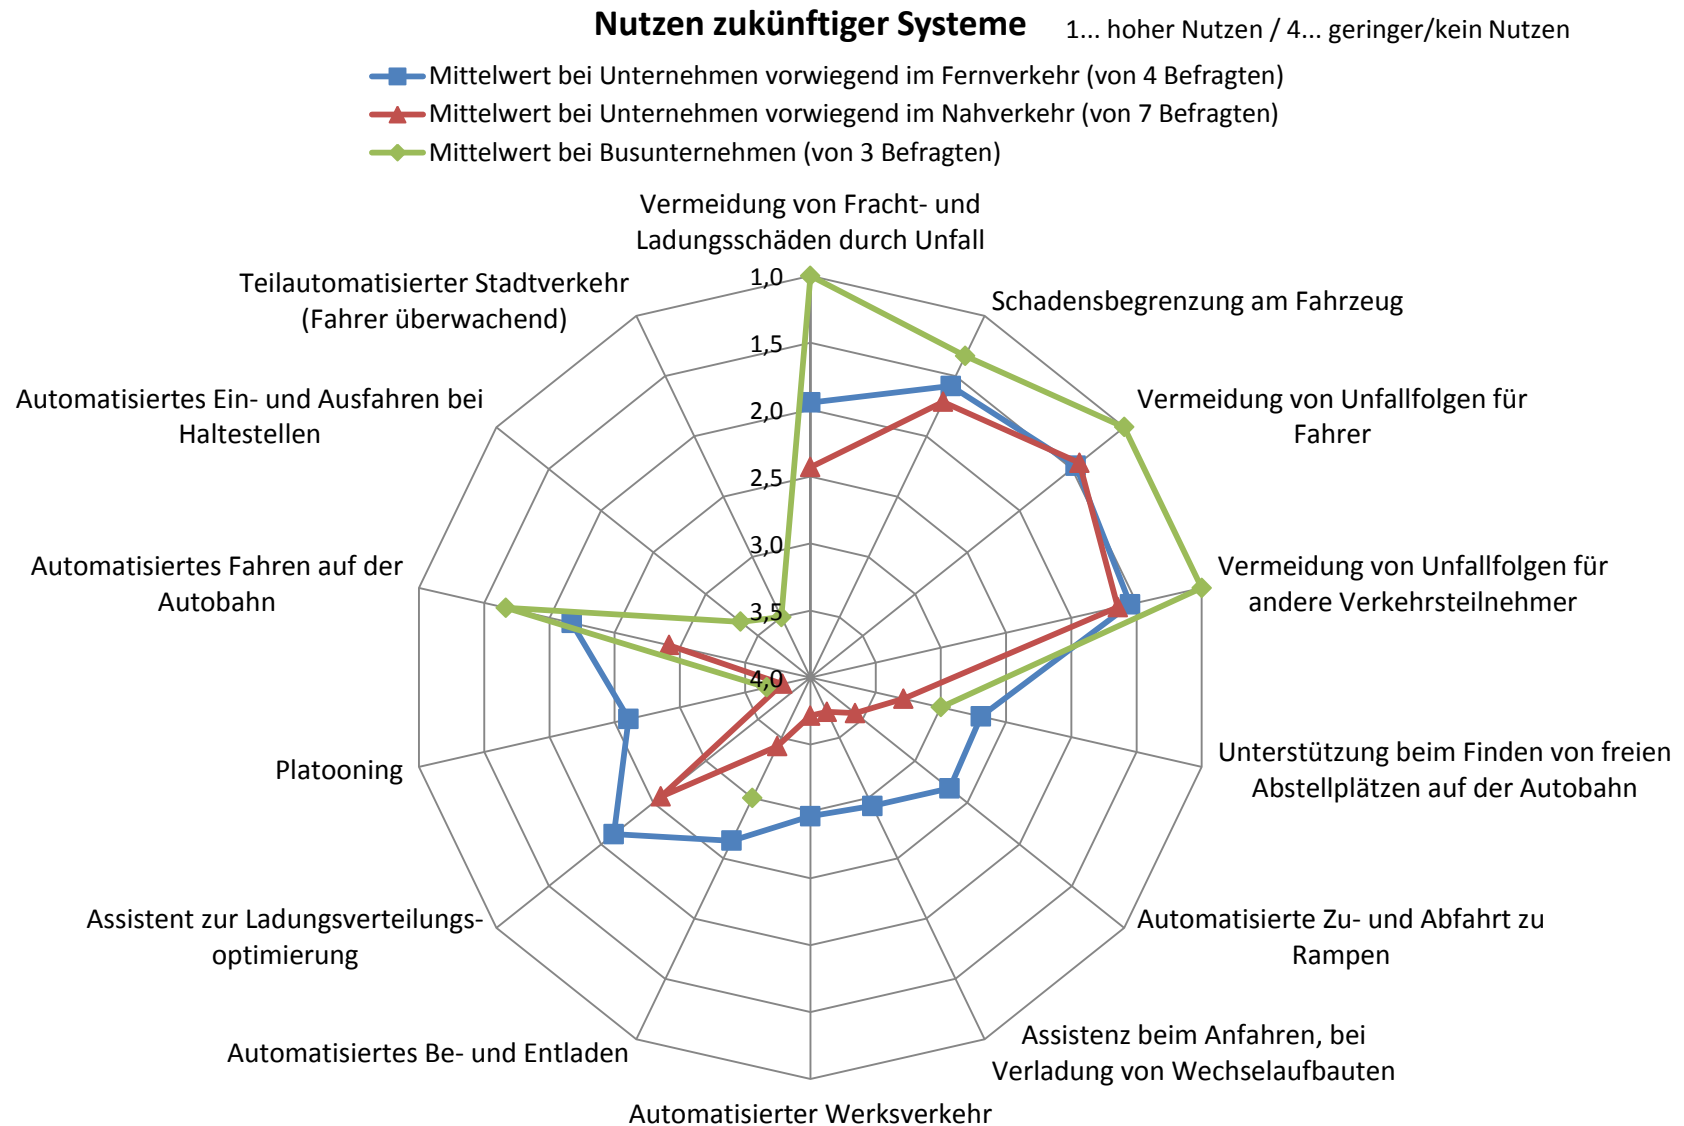 Nutzen zukünftiger Systeme
1... hoher Nutzen / 4... geringer/kein Nutzen
Mittelwert bei Unternehmen vorwiegend im Fernverkehr (von 4 Befragten)
Mittelwert bei Unternehmen vorwiegend im Nahverkehr (von 7 Befragten)
Mittelwert bei Busunternehmen (von 3 Befragten)
Vermeidung von Fracht- und
Ladungsschäden durch Unfall
Schadensbegrenzung am Fahrzeug
Vermeidung von Unfallfolgen für
Fahrer
Vermeidung von Unfallfolgen für
andere Verkehrsteilnehmer
Unterstützung beim Finden von freien
Abstellplätzen auf der Autobahn
Automatisierte Zu- und Abfahrt zu
Rampen
Assistenz beim Anfahren, bei
Verladung von Wechselaufbauten
Automatisierter Werksverkehr
Automatisiertes Be- und Entladen
Assistent zur Ladungsverteilungs-
optimierung
Platooning
Automatisiertes Fahren auf der
Autobahn
Automatisiertes Ein- und Ausfahren bei
Haltestellen
Teilautomatisierter Stadtverkehr
(Fahrer überwachend)
1,0
1,5
2,0
2,5
3,0
3,5
4,0